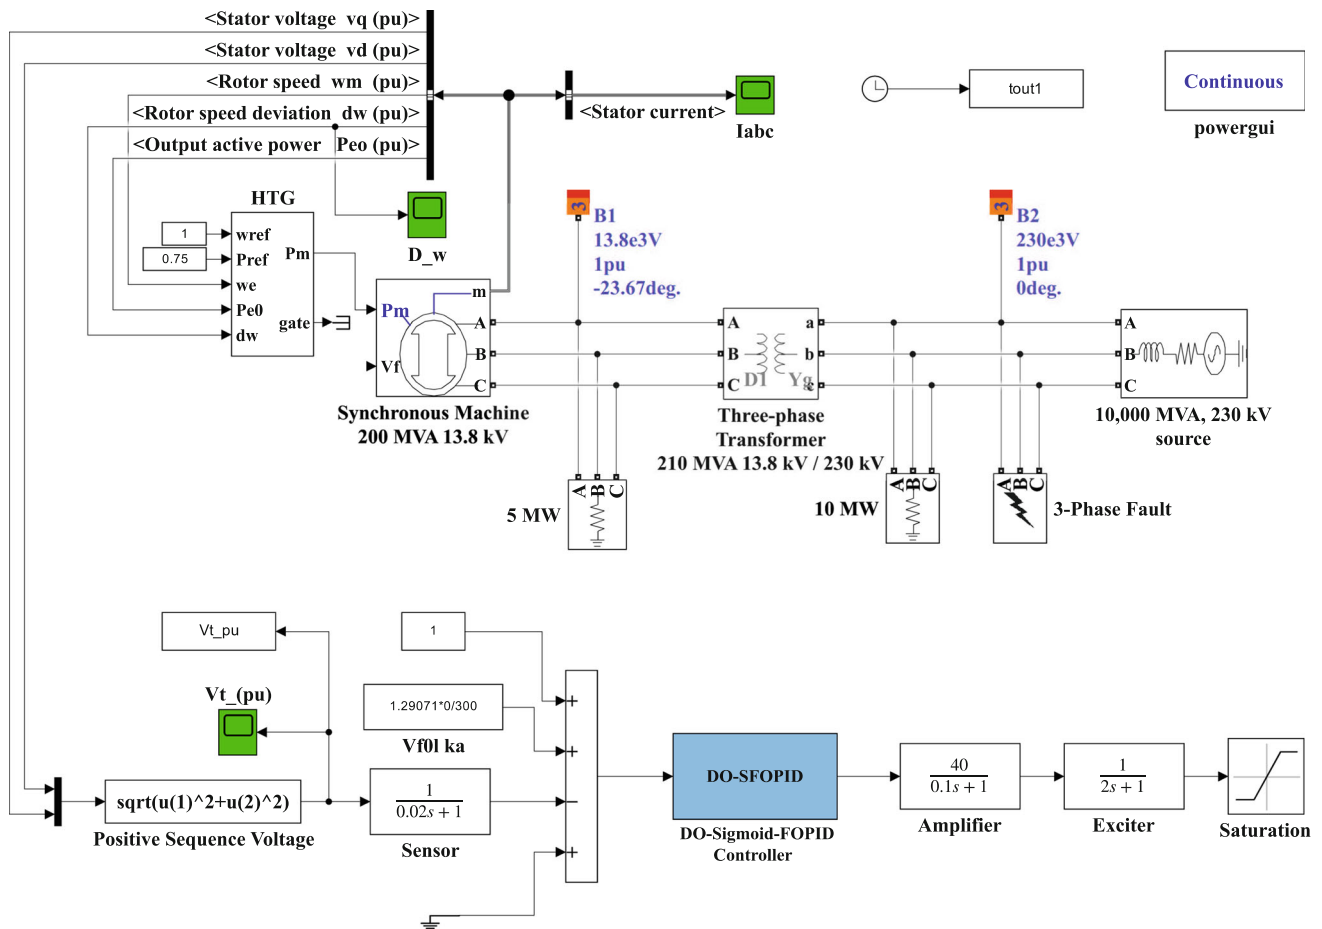 <Stator voltage vq (pu)>
<Stator voltage vd (pu)>
<Rotor speed wm (pu)>
<Rotor speed deviation dw (pu)>
<Output active power Peo (pu)>
<Stator current>
Iabc
tout1
Continuous
powergui
HTG
1
0.75
wref
Pref
we
Pe0
dw
Pm
gate
D_w
Pm
Vf
m
A
B
C
Synchronous Machine
200 MVA 13.8 kV
3
B1
13.8e3V
1pu
-23.67deg.
3
B2
230e3V
1pu
0deg.
A
B
C
a
b
c
D1
Yg
Three-phase
Transformer
210 MVA 13.8 kV / 230 kV
A
B
C
10,000 MVA, 230 kV
source
A
B
C
5 MW
A
B
C
10 MW
A
B
C
3-Phase Fault
Vt_pu
Vt_(pu)
sqrt(u(1)^2+u(2)^2)
Positive Sequence Voltage
1
1.29071*0/300
Vf0l ka
1
0.02s + 1
Sensor
+
+
−
+
DO-SFOPID
DO-Sigmoid-FOPID
Controller
40
0.1s + 1
Amplifier
1
2s + 1
Exciter
Saturation